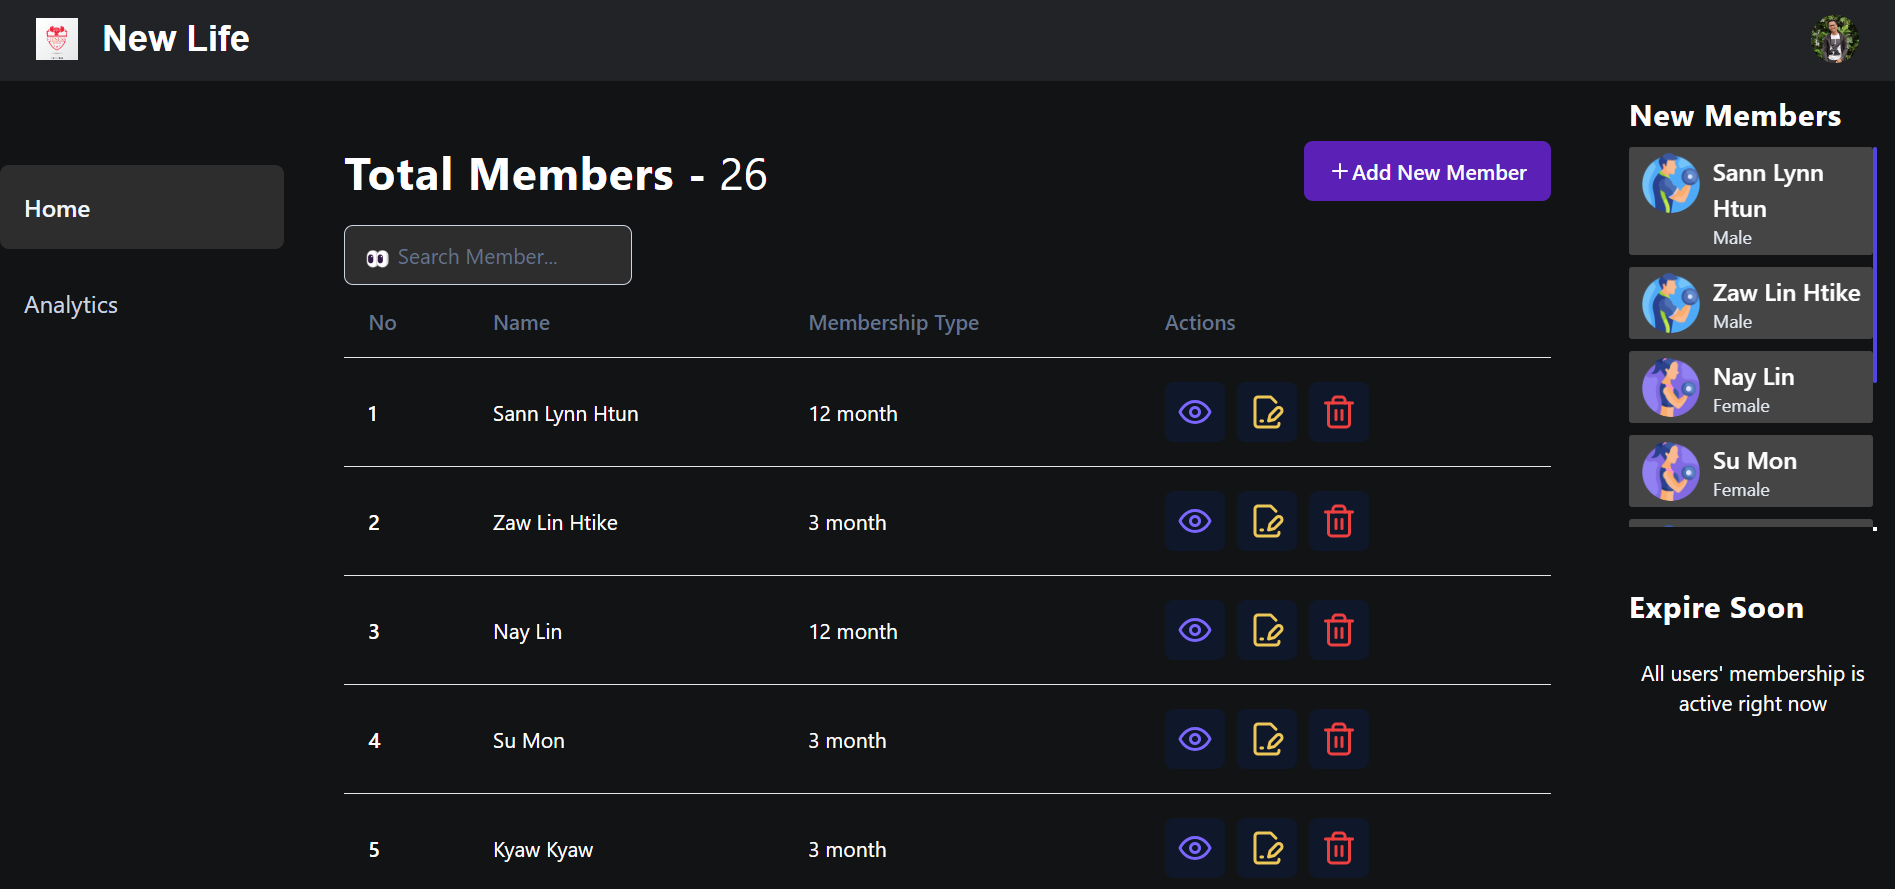 New Life
Home
Analytics
Total Members - 26
+Add New Member
Search Member...
No Name Membership Type Actions
1 Sann Lynn Htun 12 month
2 Zaw Lin Htike 3 month
3 Nay Lin 12 month
4 Su Mon 3 month
5 Kyaw Kyaw 3 month
New Members
Sann Lynn
Htun
Male
Zaw Lin Htike
Male
Nay Lin
Female
Su Mon
Female
Expire Soon
All users' membership is
active right now